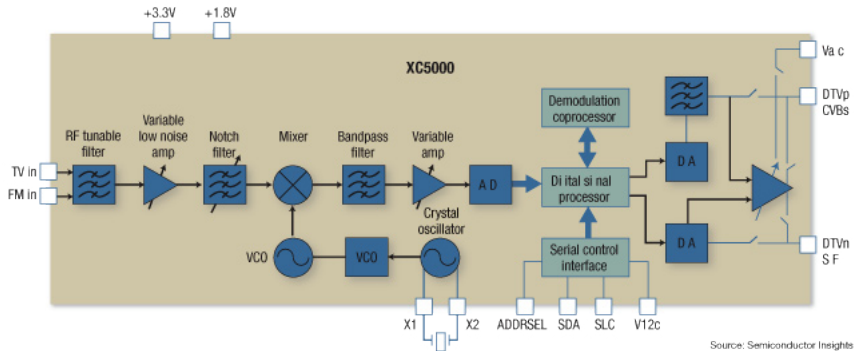 +3.3V
+1.8V
XC5000
Va c
DTVp
CVBs
Demodulation
coprocessor
RF tunable
filter
Variable
low noise
amp
Notch
filter
Mixer
Bandpass
filter
Variable
amp
TV in
FM in
A D
Di ital si nal
processor
D A
D A
Crystal
oscillator
VCO
VCO
Serial control
interface
DTVn
S F
X1
X2
ADDRSEL
SDA
SLC
V12c
Source: Semiconductor Insights